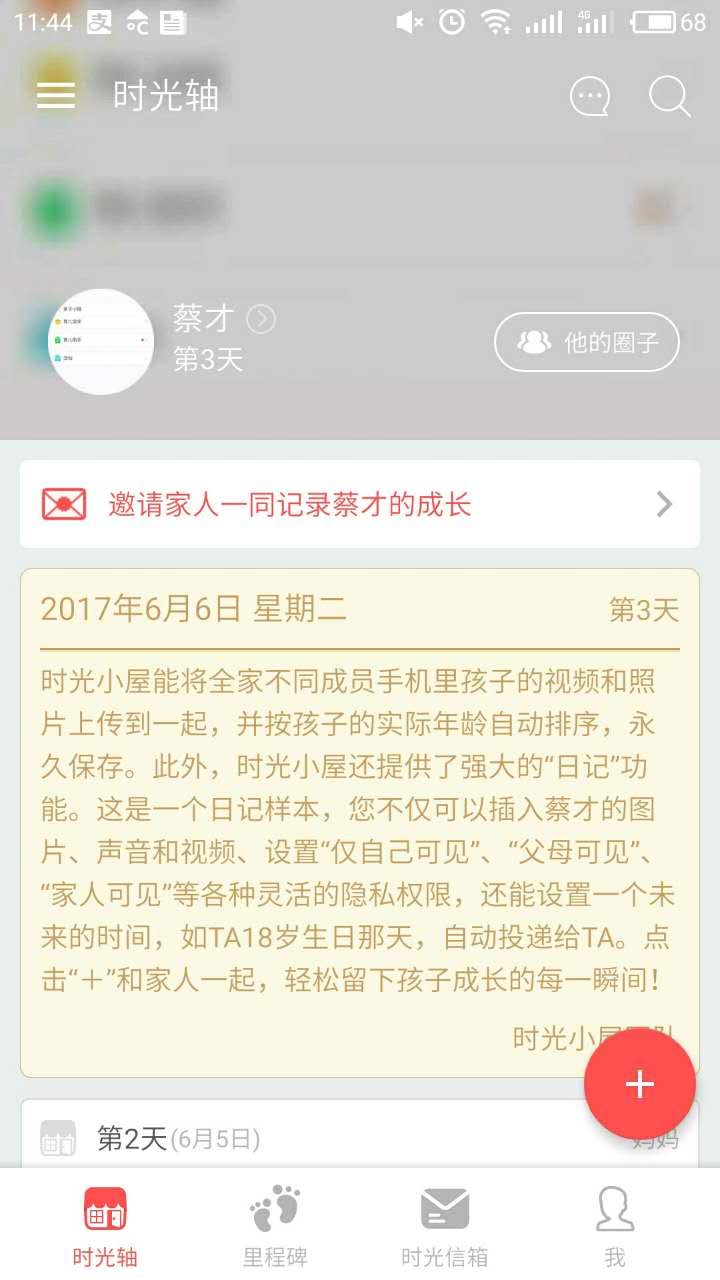 11:44
4G
68
时光轴
蔡才
第3天
他的圈子
邀请家人一同记录蔡才的成长
2017年6月6日 星期二
第3天
时光小屋能将全家不同成员手机里孩子的视频和照
片上传到一起，并按孩子的实际年龄自动排序，永
久保存。此外，时光小屋还提供了强大的“日记”功
能。这是一个日记样本，您不仅可以插入蔡才的图
片、声音和视频、设置“仅自己可见”、“父母可见”、
“家人可见”等各种灵活的隐私权限，还能设置一个未
来的时间，如TA18岁生日那天，自动投递给TA。点
击“＋”和家人一起，轻松留下孩子成长的每一瞬间！
时光小屋团队
第2天(6月5日)
妈妈
时光轴
里程碑
时光信箱
我